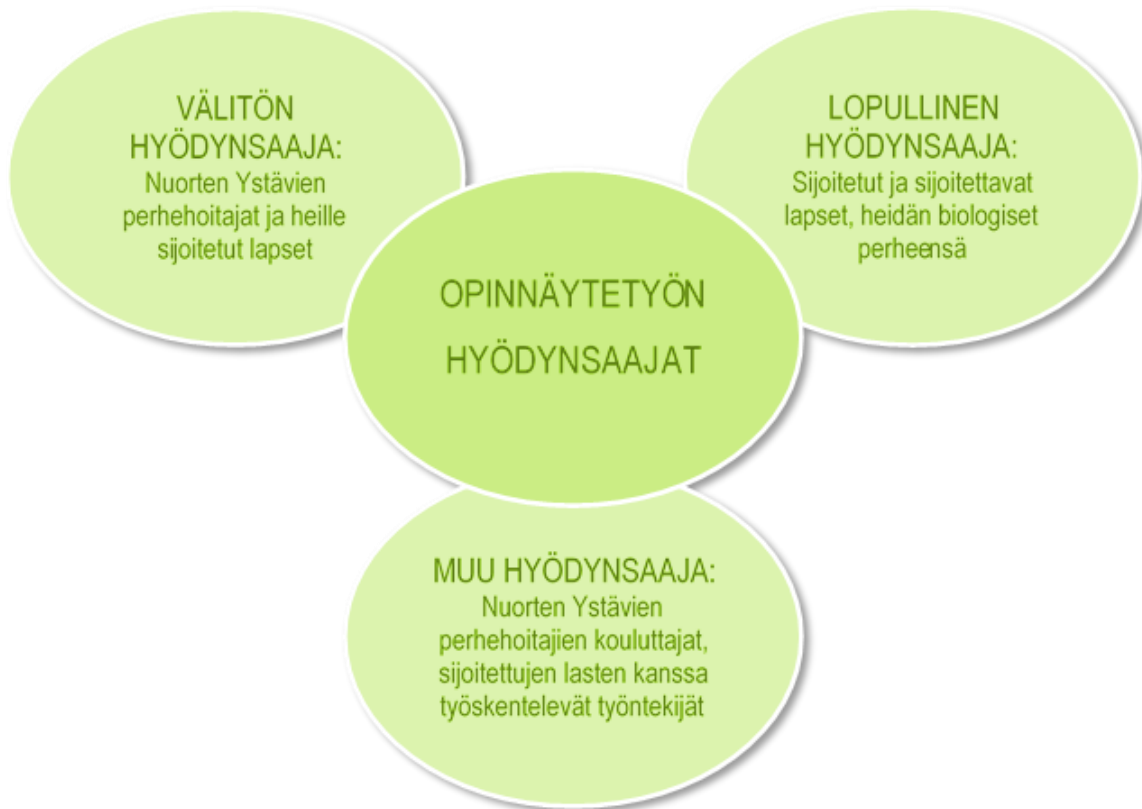 VÄLITÖN
HYÖDYNSAAJA:
Nuorten Ystävien
perhehoitajat ja heille
sijoitetut lapset
LOPULLINEN
HYÖDYNSAAJA:
Sijoitetut ja sijoitettavat
lapset, heidän biologiset
perheensä
OPINNÄYTETYÖN
HYÖDYNSAAJAT
MUU HYÖDYNSAAJA:
Nuorten Ystävien
perhehoitajien kouluttajat,
sijoitettujen lasten kanssa
työskentelevät työntekijät